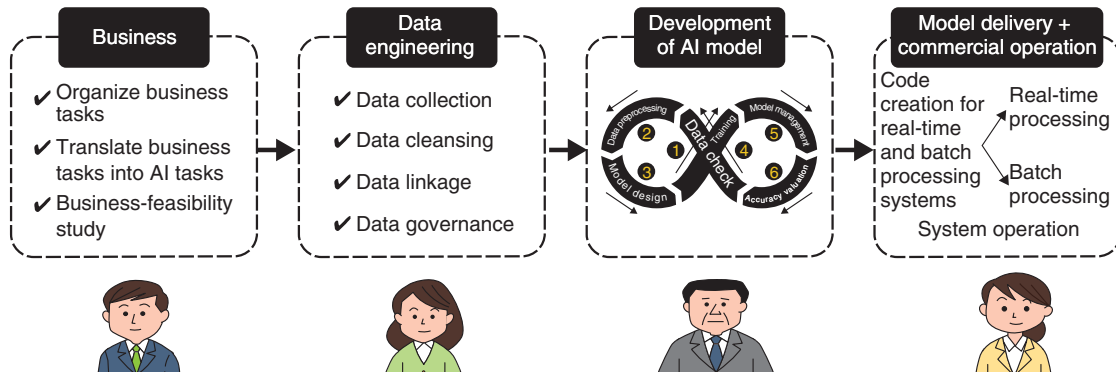 Business
✔ Organize business
tasks
✔ Translate business
tasks into AI tasks
✔ Business-feasibility
study
Data
engineering
✔ Data collection
✔ Data cleansing
✔ Data linkage
✔ Data governance
Development
of AI model
1
Data check
2
Data preprocessing
3
Model design
4
Training
5
Model management
6
Accuracy valuation
Model delivery +
commercial operation
Code
creation for
real-time
and batch
processing
systems
Real-time
processing
Batch
processing
System operation